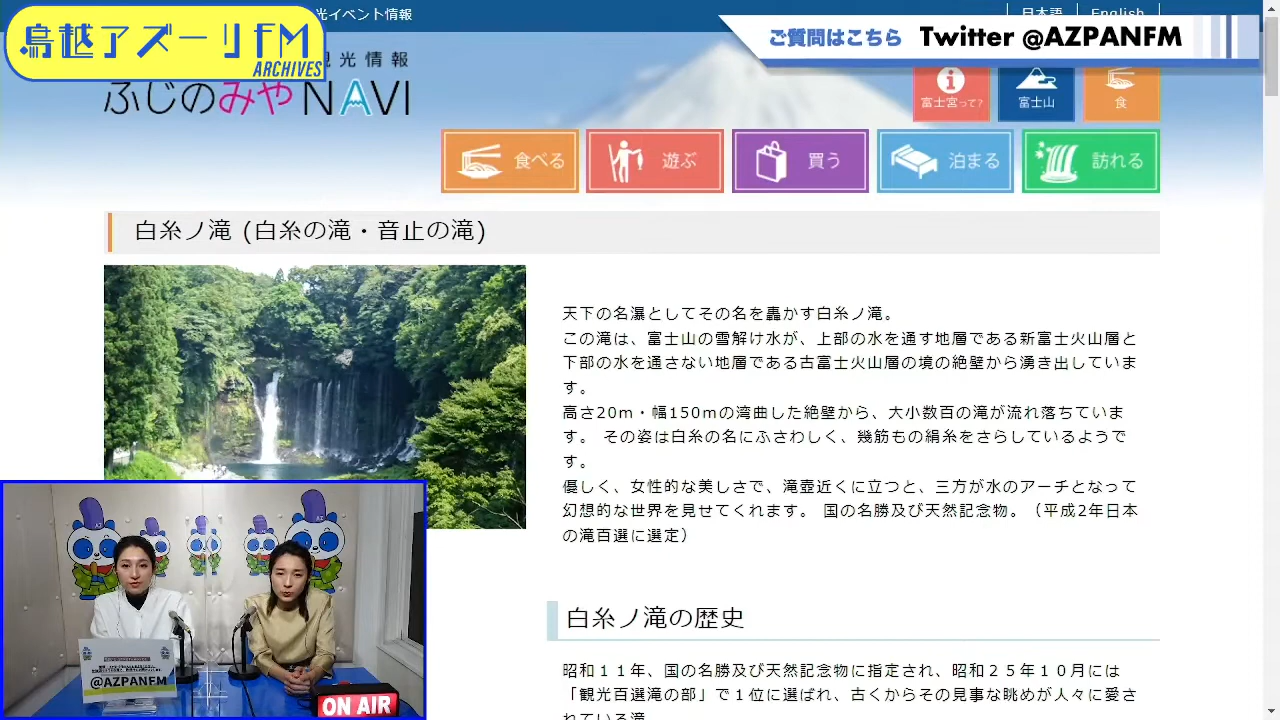 鳥越アズーリFM
ARCHIVES
光イベント情報
日本語
English
ご質問はこちら Twitter @AZPANFM
観光情報
ふじのみやNAVI
富士宮って?
富士山
食
食べる
遊ぶ
買う
泊まる
訪れる
白糸ノ滝 (白糸の滝・音止の滝)
天下の名瀑としてその名を轟かす白糸ノ滝。
この滝は、富士山の雪解け水が、上部の水を通す地層である新富士火山層と
下部の水を通さない地層である古富士火山層の境の絶壁から湧き出していま
す。
高さ20m・幅150mの湾曲した絶壁から、大小数百の滝が流れ落ちていま
す。 その姿は白糸の名にふさわしく、幾筋もの絹糸をさらしているようで
す。
優しく、女性的な美しさで、滝壺近くに立つと、三方が水のアーチとなって
幻想的な世界を見せてくれます。 国の名勝及び天然記念物。（平成2年日本
の滝百選に選定）
白糸ノ滝の歴史
昭和１１年、国の名勝及び天然記念物に指定され、昭和２５年１０月には
「観光百選滝の部」で１位に選ばれ、古くからその見事な眺めが人々に愛さ
れている滝
@AZPANFM
ON AIR